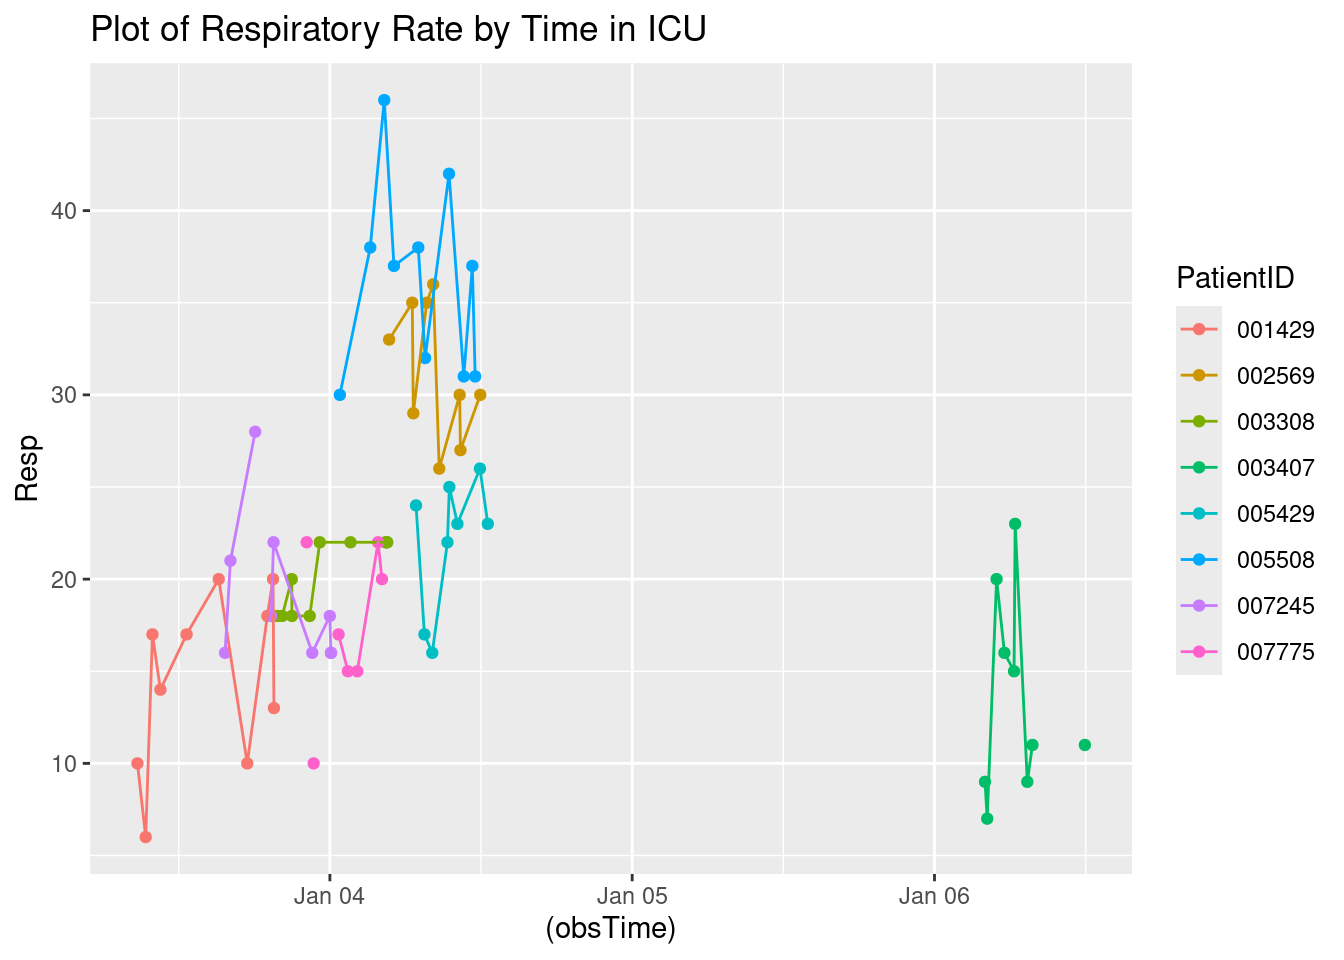 Plot of Respiratory Rate by Time in ICU
Resp
40
30
20
10
Jan 04
Jan 05
Jan 06
(obsTime)
PatientID
001429
002569
003308
003407
005429
005508
007245
007775